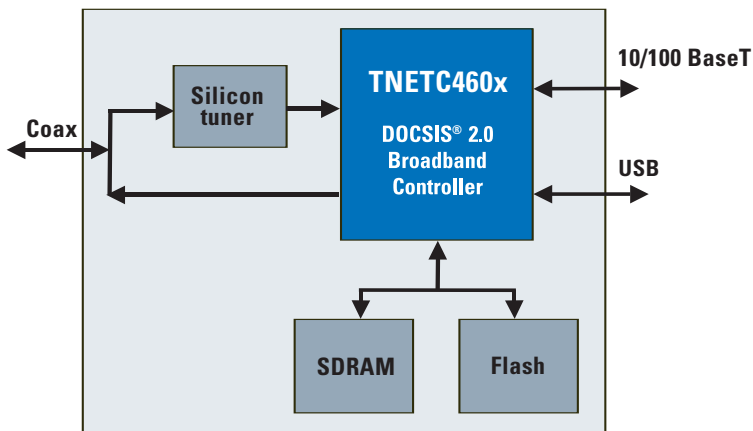 10/100 BaseT
TNETC460x
Silicon
tuner
Coax
DOCSIS® 2.0
Broadband
Controller
USB
SDRAM
Flash